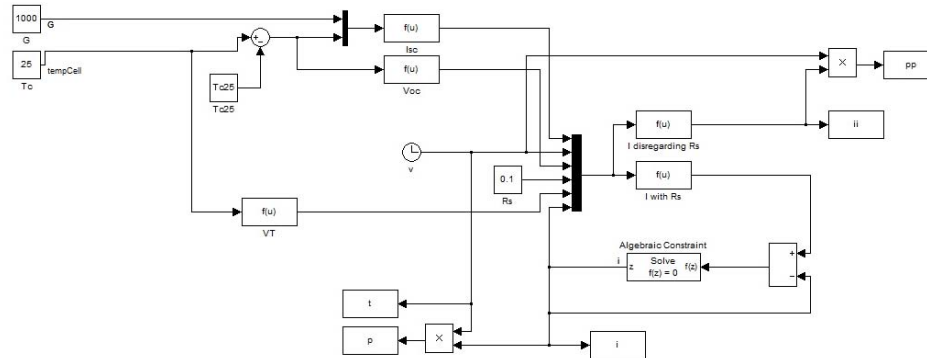 1000
G
G
25
Tc
tempCell
+
−
Tc25
Tc25
f(u)
Isc
f(u)
Voc
v
0.1
Rs
f(u)
VT
f(u)
I disregarding Rs
f(u)
I with Rs
×
pp
ii
Algebraic Constraint
i
z
Solve
f(z) = 0
f(z)
+
−
t
p
×
i